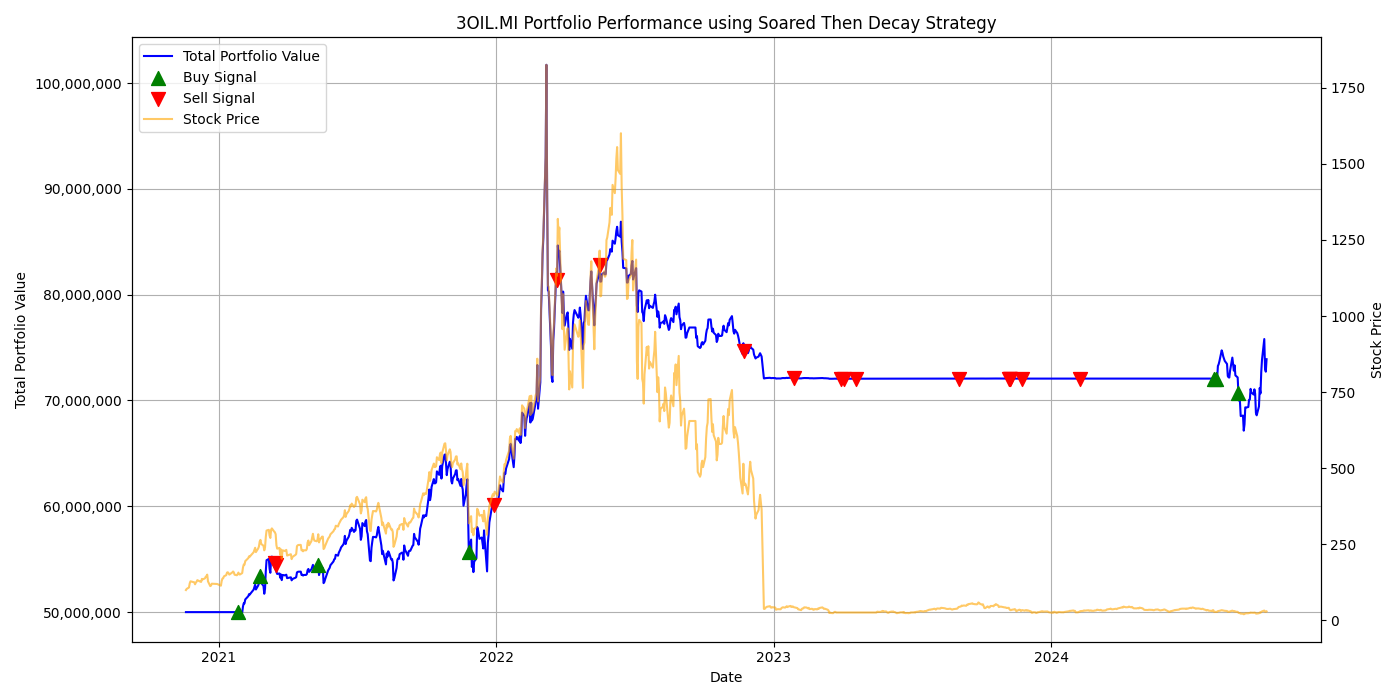 3OIL.MI Portfolio Performance using Soared Then Decay Strategy
Total Portfolio Value
Buy Signal
Sell Signal
Stock Price
100,000,000
90,000,000
80,000,000
70,000,000
60,000,000
50,000,000
Total Portfolio Value
1750
1500
1250
1000
750
500
250
0
Stock Price
2021
2022
2023
2024
Date